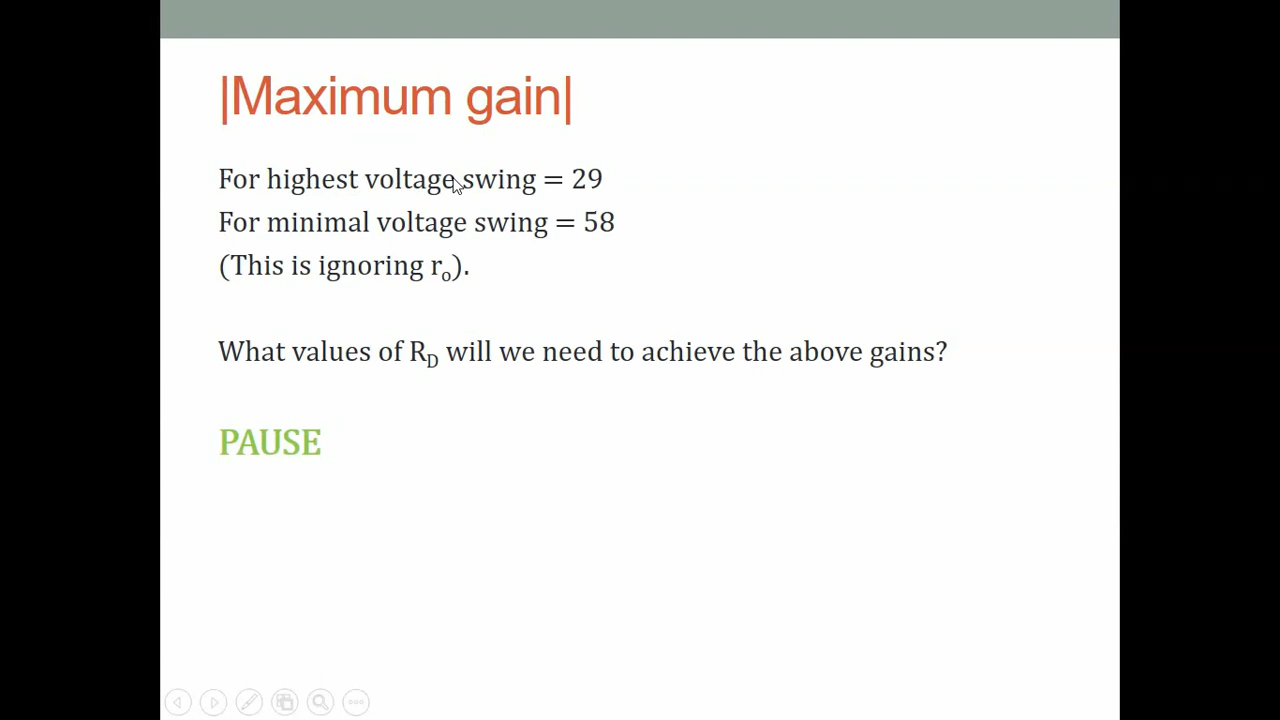 |Maximum gain|
For highest voltage swing = 29
For minimal voltage swing = 58
(This is ignoring rₒ).
What values of R_D will we need to achieve the above gains?
PAUSE